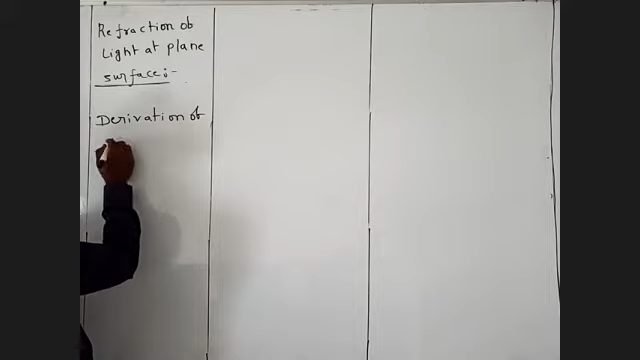 Refraction of
Light at plane
surface:-
Derivation of